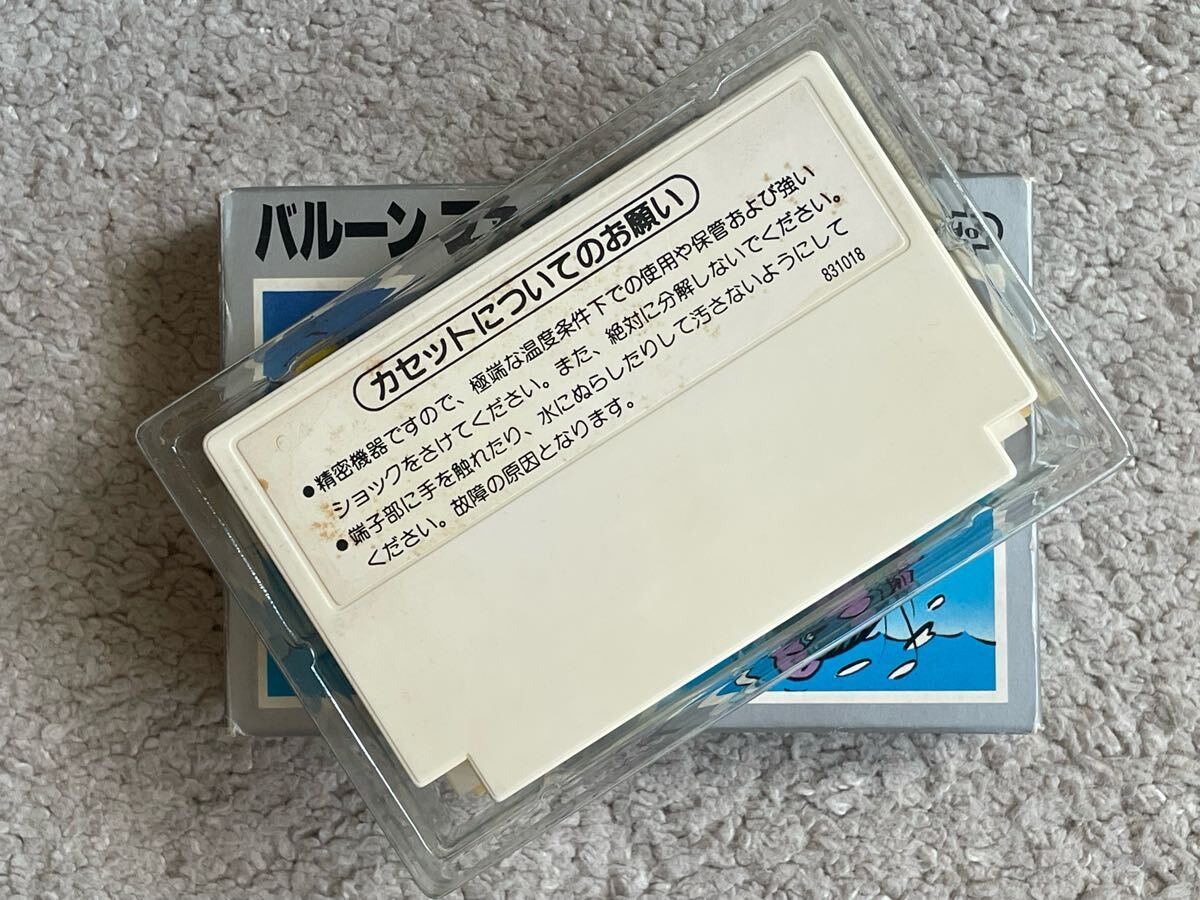 バルーンファ
カセットについてのお願い
●精密機器ですので、極端な温度条件下での使用や保管および強い
ショックをさけてください。また、絶対に分解しないでください。
●端子部に手を触れたり、水にぬらしたりして汚さないようにして
ください。故障の原因となります。
831018